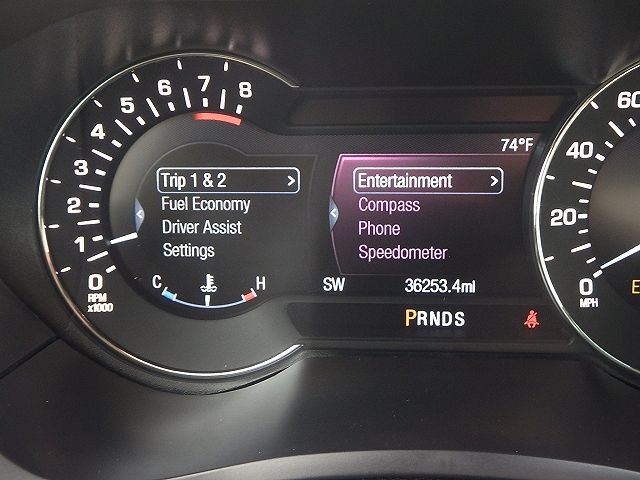 8
7
6
5
4
3
2
1
0
RPM
x1000
Trip 1 & 2 >
Fuel Economy
Driver Assist
Settings
C H
74°F
Entertainment >
Compass
Phone
Speedometer
SW 36253.4mi
PRNDS
60
40
20
0
MPH
E